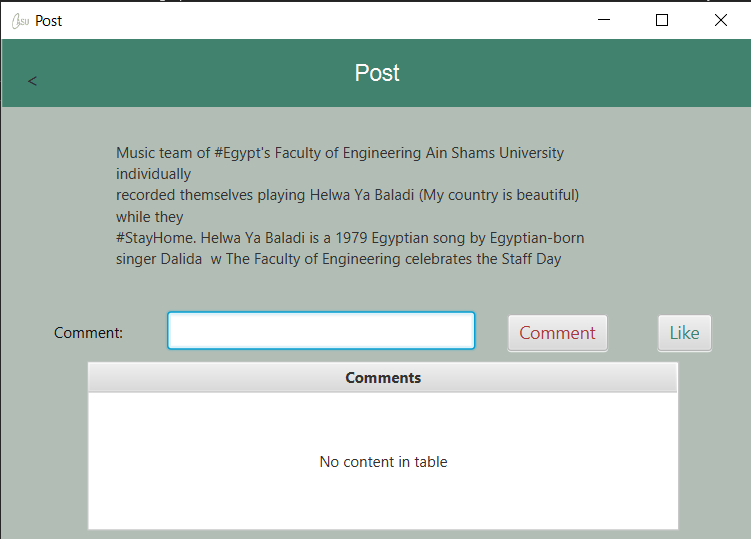 ASU Post
<
Post
Music team of #Egypt's Faculty of Engineering Ain Shams University
individually
recorded themselves playing Helwa Ya Baladi (My country is beautiful)
while they
#StayHome. Helwa Ya Baladi is a 1979 Egyptian song by Egyptian-born
singer Dalida  w The Faculty of Engineering celebrates the Staff Day
Comment:
Comment
Like
Comments
No content in table